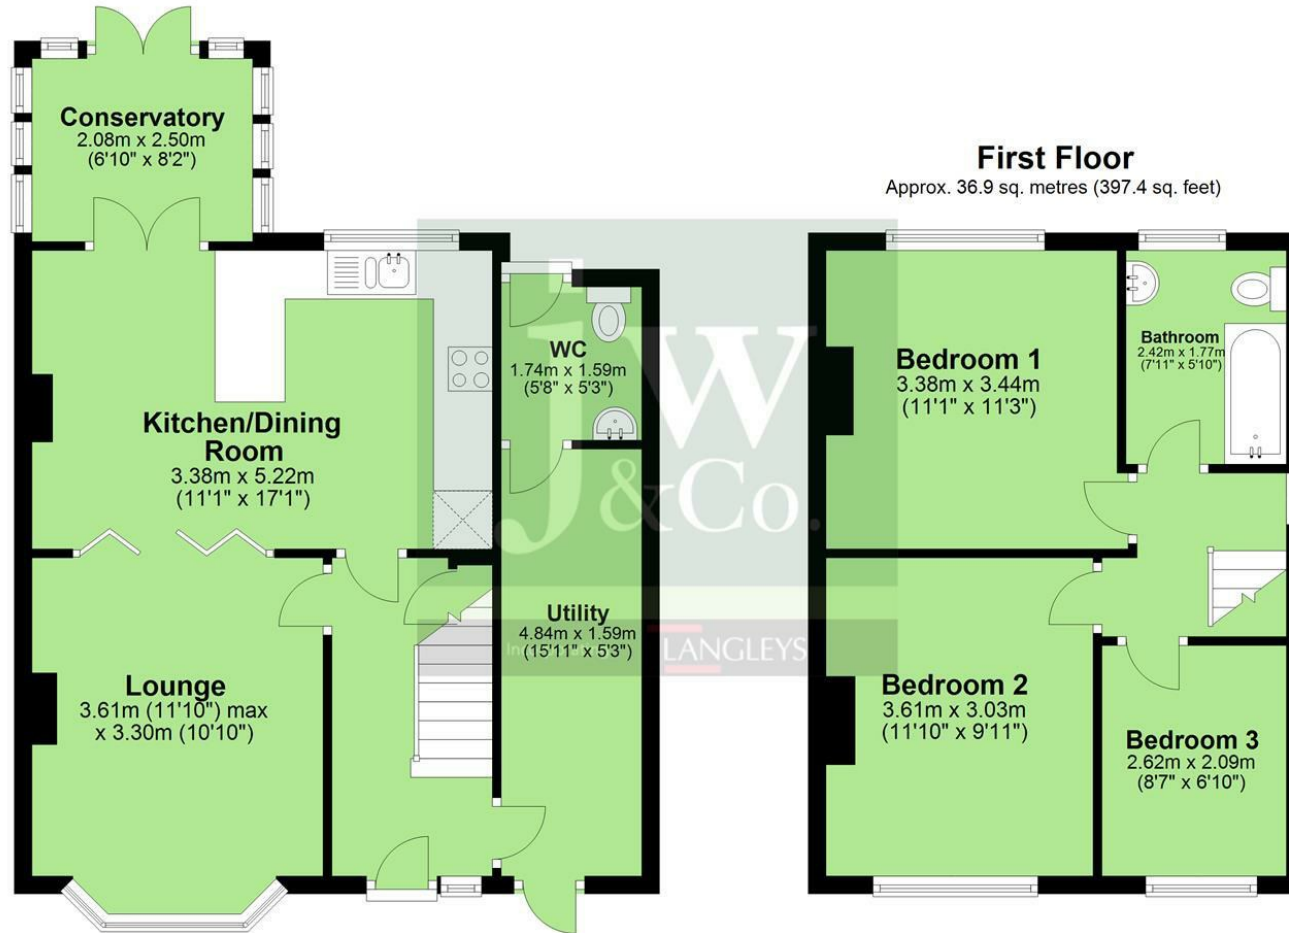 Conservatory
2.08m x 2.50m
(6'10" x 8'2")
Kitchen/Dining
Room
3.38m x 5.22m
(11'1" x 17'1")
WC
1.74m x 1.59m
(5'8" x 5'3")
Utility
4.84m x 1.59m
(15'11" x 5'3")
Lounge
3.61m (11'10") max
x 3.30m (10'10")
First Floor
Approx. 36.9 sq. metres (397.4 sq. feet)
Bedroom 1
3.38m x 3.44m
(11'1" x 11'3")
Bathroom
2.42m x 1.77m
(7'11" x 5'10")
Bedroom 2
3.61m x 3.03m
(11'10" x 9'11")
Bedroom 3
2.62m x 2.09m
(8'7" x 6'10")
jw
&Co.
LANGLEYS